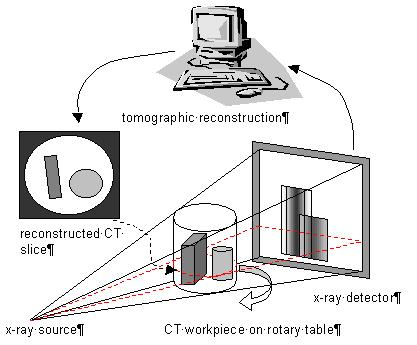 tomographic·reconstruction¶
reconstructed·CT·
slice¶
x-ray·detector¶
x-ray·source¶
CT·workpiece·on·rotary·table¶